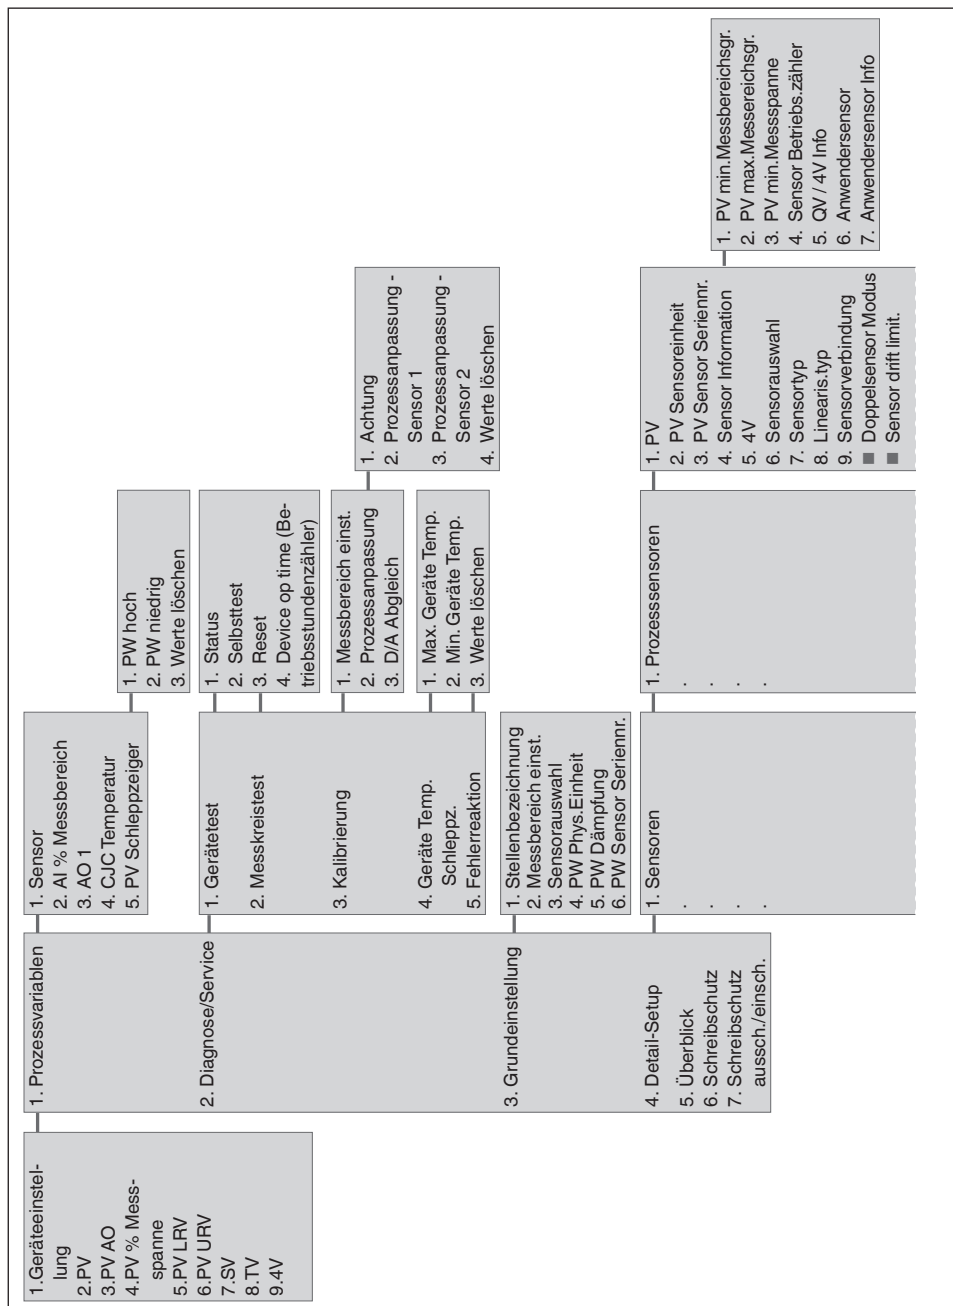 1.Geräteeinstel-
lung
2.PV
3.PV AO
4.PV % Mess-
spanne
5.PV LRV
6.PV URV
7.SV
8.TV
9.4V
1. Prozessvariablen
2. Diagnose/Service
3. Grundeinstellung
4. Detail-Setup
5. Überblick
6. Schreibschutz
7. Schreibschutz
aussch./einsch.
1. Sensor
2. AI % Messbereich
3. AO 1
4. CJC Temperatur
5. PV Schleppzeiger
1. PW hoch
2. PW niedrig
3. Werte löschen
1. Gerätetest
2. Messkreistest
3. Kalibrierung
4. Geräte Temp.
Schleppz.
5. Fehlerreaktion
1. Status
2. Selbsttest
3. Reset
4. Device op time (Be-
triebsstundenzähler)
1. Messbereich einst.
2. Prozessanpassung
3. D/A Abgleich
1. Achtung
2. Prozessanpassung -
Sensor 1
3. Prozessanpassung -
Sensor 2
4. Werte löschen
1. Max. Geräte Temp.
2. Min. Geräte Temp.
3. Werte löschen
1. Stellenbezeichnung
2. Messbereich einst.
3. Sensorauswahl
4. PW Phys.Einheit
5. PW Dämpfung
6. PW Sensor Seriennr.
1. Sensoren
.
.
.
.
1. Prozesssensoren
.
.
.
.
1. PV
2. PV Sensoreinheit
3. PV Sensor Seriennr.
4. Sensor Information
5. 4V
6. Sensorauswahl
7. Sensortyp
8. Linearis.typ
9. Sensorverbindung
■ Doppelsensor Modus
■ Sensor drift limit.
1. PV min.Messbereichsgr.
2. PV max.Messereichsgr.
3. PV min.Messspanne
4. Sensor Betriebs.zähler
5. QV / 4V Info
6. Anwendersensor
7. Anwendersensor Info